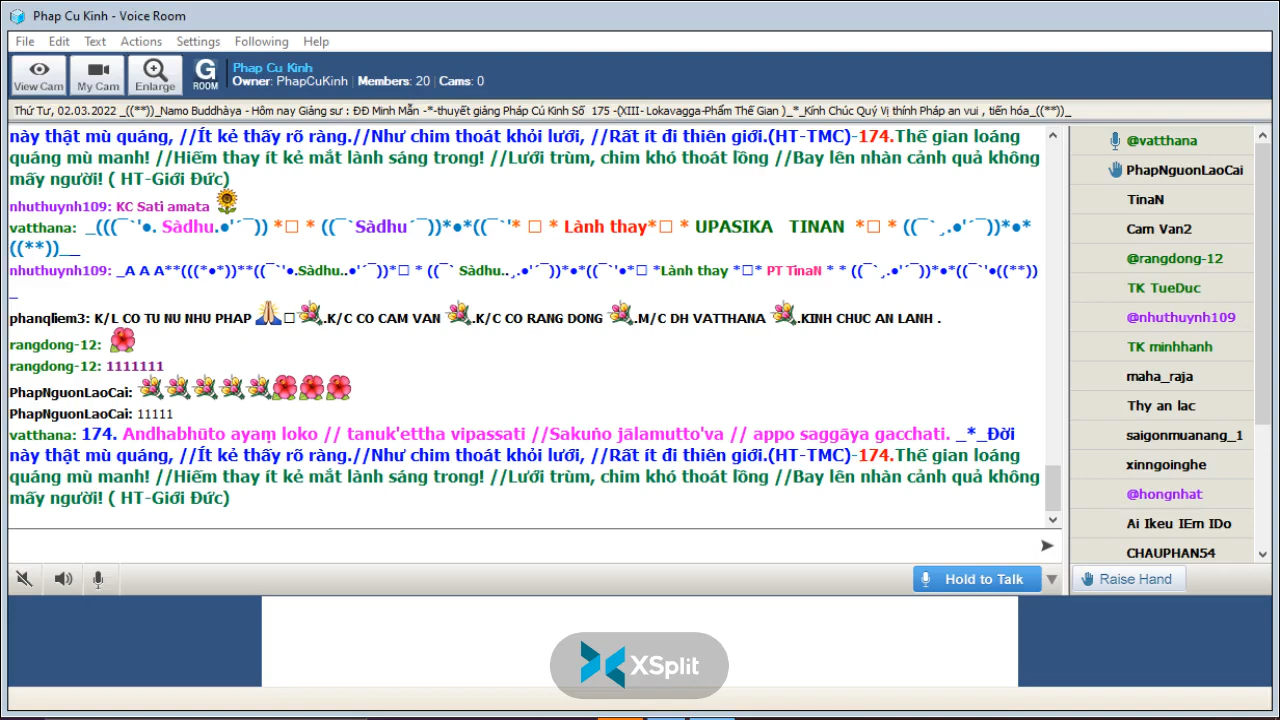 Phap Cu Kinh - Voice Room
File Edit Text Actions Settings Following Help
View Cam
My Cam
Enlarge
G
ROOM
Phap Cu Kinh
Owner: PhapCuKinh | Members: 20 | Cams: 0
Thứ Tư, 02.03.2022 _((**))_Namo Buddhàya - Hôm nay Giảng sư : ĐĐ Minh Mẫn -*-thuyết giảng Pháp Cú Kinh Số 175 -(XIII- Lokavagga-Phẩm Thế Gian )_*_Kính Chúc Quý Vị thính Pháp an vui , tiến hóa_((**))_
này thật mù quáng, //Ít kẻ thấy rõ ràng.//Như chim thoát khỏi lưới, //Rất ít đi thiên giới.(HT-TMC)-174.Thế gian loáng
quáng mù manh! //Hiếm thay ít kẻ mắt lành sáng trong! //Lưới trùm, chim khó thoát lồng //Bay lên nhàn cảnh quả không
mấy người! ( HT-Giới Đức)
nhuthuynh109: KC Sati amata
vatthana: _(((¯`'•. Sàdhu.•'´¯)) *□ * ((¯`Sàdhu´¯))*•*((¯`'* □ * Lành thay*□ * UPASIKA TINAN *□ * ((¯`¸.•'´¯))*•*
((**))__
nhuthuynh109: _A A A**(((*•*))**((¯`'•.Sàdhu..•'´¯))*□ * ((¯` Sàdhu..¸.•'´¯))*•*((¯`'•*□ *Lành thay *□* PT TinaN * * ((¯`¸.•'´¯))*•*((¯`'•((**))
_
phanqliem3: K/L CO TU NU NHU PHAP □ .K/C CO CAM VAN .K/C CO RANG DONG .M/C DH VATTHANA .KINH CHUC AN LANH .
rangdong-12:
rangdong-12: 1111111
PhapNguonLaoCai:
PhapNguonLaoCai: 11111
vatthana: 174. Andhabhūto ayaṃ loko // tanuk'ettha vipassati //Sakuṅo jālamutto'va // appo saggāya gacchati. _*_Đời
này thật mù quáng, //Ít kẻ thấy rõ ràng.//Như chim thoát khỏi lưới, //Rất ít đi thiên giới.(HT-TMC)-174.Thế gian loáng
quáng mù manh! //Hiếm thay ít kẻ mắt lành sáng trong! //Lưới trùm, chim khó thoát lồng //Bay lên nhàn cảnh quả không
mấy người! ( HT-Giới Đức)
@vatthana
PhapNguonLaoCai
TinaN
Cam Van2
@rangdong-12
TK TueDuc
@nhuthuynh109
TK minhhanh
maha_raja
Thy an lac
saigonmuanang_1
xinngoinghe
@hongnhat
Ai Ikeu IEm IDo
CHAUPHAN54
Hold to Talk
Raise Hand
XSplit